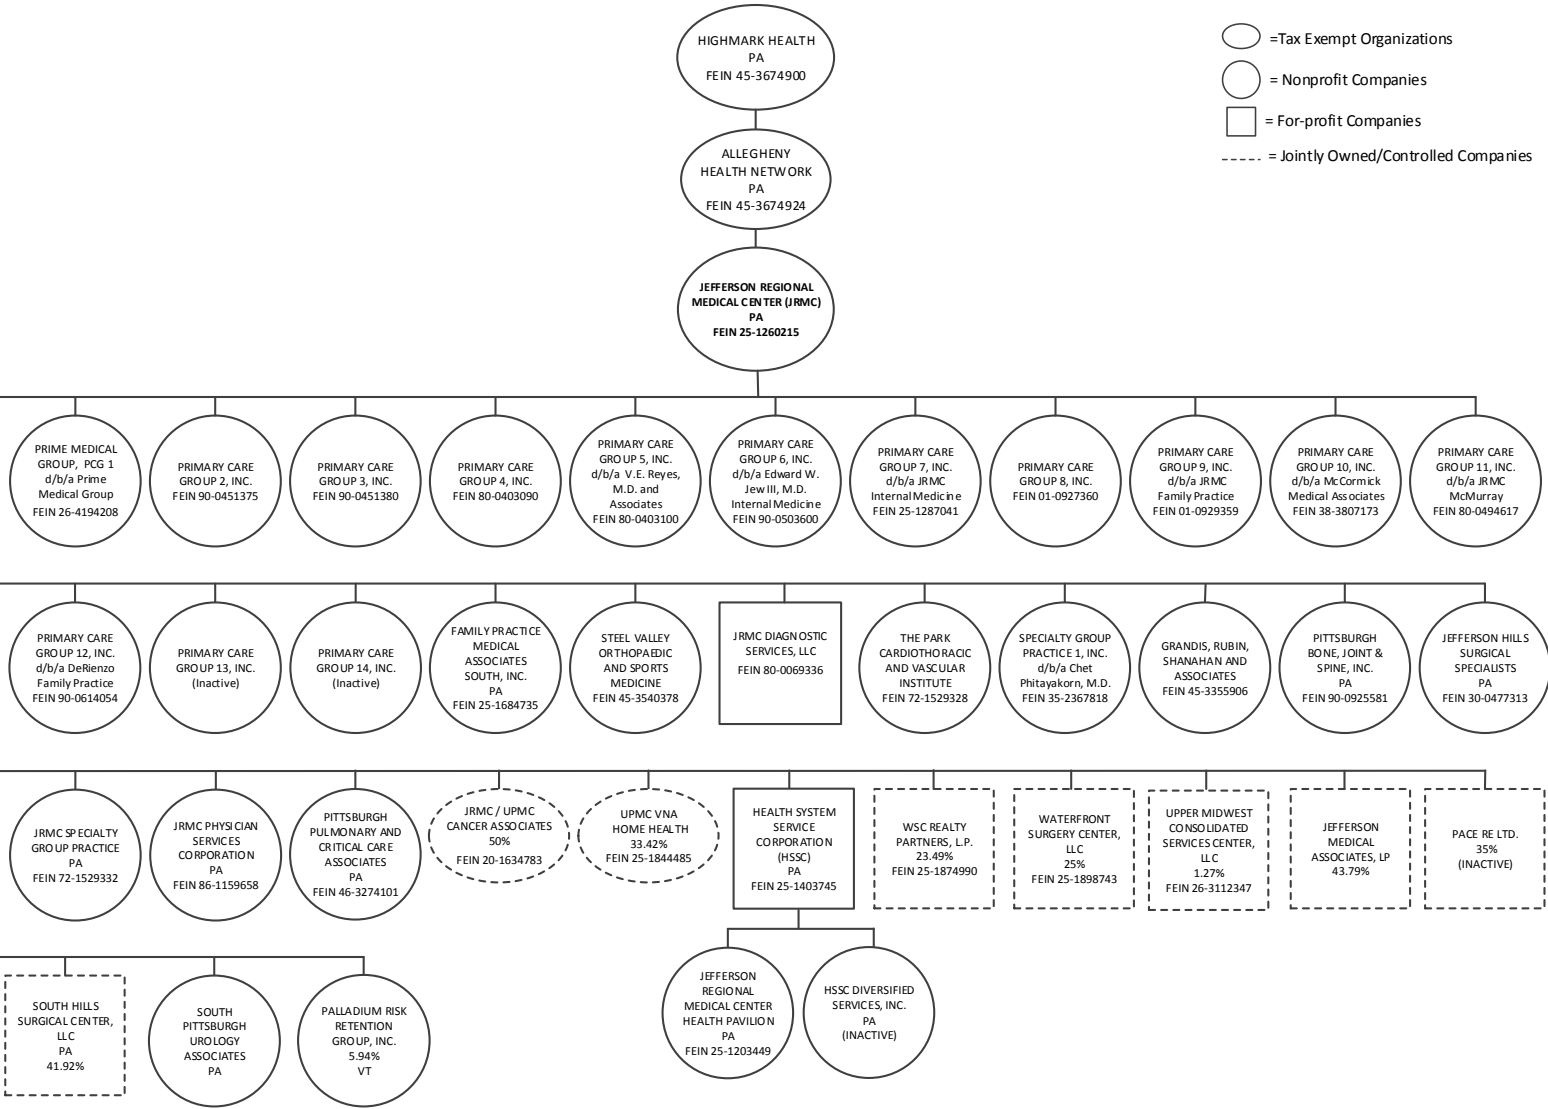 HIGHMARK HEALTH
PA
FEIN 45-3674900
=Tax Exempt Organizations
= Nonprofit Companies
= For-profit Companies
= Jointly Owned/Controlled Companies
ALLEGHENY
HEALTH NETWORK
PA
FEIN 45-3674924
JEFFERSON REGIONAL
MEDICAL CENTER (JRMC)
PA
FEIN 25-1260215
PRIME MEDICAL
GROUP, PCG 1
d/b/a Prime
Medical Group
FEIN 26-4194208
PRIMARY CARE
GROUP 2, INC.
FEIN 90-0451375
PRIMARY CARE
GROUP 3, INC.
FEIN 90-0451380
PRIMARY CARE
GROUP 4, INC.
FEIN 80-0403090
PRIMARY CARE
GROUP 5, INC.
d/b/a V.E. Reyes,
M.D. and
Associates
FEIN 80-0403100
PRIMARY CARE
GROUP 6, INC.
d/b/a Edward W.
Jew III, M.D.
Internal Medicine
FEIN 90-0503600
PRIMARY CARE
GROUP 7, INC.
d/b/a JRMC
Internal Medicine
FEIN 25-1287041
PRIMARY CARE
GROUP 8, INC.
FEIN 01-0927360
PRIMARY CARE
GROUP 9, INC.
d/b/a JRMC
Family Practice
FEIN 01-0929359
PRIMARY CARE
GROUP 10, INC.
d/b/a McCormick
Medical Associates
FEIN 38-3807173
PRIMARY CARE
GROUP 11, INC.
d/b/a JRMC
McMurray
FEIN 80-0494617
PRIMARY CARE
GROUP 12, INC.
d/b/a DeRienzo
Family Practice
FEIN 90-0614054
PRIMARY CARE
GROUP 13, INC.
(Inactive)
PRIMARY CARE
GROUP 14, INC.
(Inactive)
FAMILY PRACTICE
MEDICAL
ASSOCIATES
SOUTH, INC.
PA
FEIN 25-1684735
STEEL VALLEY
ORTHOPAEDIC
AND SPORTS
MEDICINE
FEIN 45-3540378
JRMC DIAGNOSTIC
SERVICES, LLC
FEIN 80-0069336
THE PARK
CARDIOTHORACIC
AND VASCULAR
INSTITUTE
FEIN 72-1529328
SPECIALTY GROUP
PRACTICE 1, INC.
d/b/a Chet
Phitayakorn, M.D.
FEIN 35-2367818
GRANDIS, RUBIN,
SHANAHAN AND
ASSOCIATES
FEIN 45-3355906
PITTSBURGH
BONE, JOINT &
SPINE, INC.
PA
FEIN 90-0925581
JEFFERSON HILLS
SURGICAL
SPECIALISTS
PA
FEIN 30-0477313
JRMC SPECIALTY
GROUP PRACTICE
PA
FEIN 72-1529332
JRMC PHYSICIAN
SERVICES
CORPORATION
PA
FEIN 86-1159658
PITTSBURGH
PULMONARY AND
CRITICAL CARE
ASSOCIATES
PA
FEIN 46-3274101
JRMC / UPMC
CANCER ASSOCIATES
50%
FEIN 20-1634783
UPMC VNA
HOME HEALTH
33.42%
FEIN 25-1844485
HEALTH SYSTEM
SERVICE
CORPORATION
(HSSC)
PA
FEIN 25-1403745
WSC REALTY
PARTNERS, L.P.
23.49%
FEIN 25-1874990
WATERFRONT
SURGERY CENTER,
LLC
25%
FEIN 25-1898743
UPPER MIDWEST
CONSOLIDATED
SERVICES CENTER,
LLC
1.27%
FEIN 26-3112347
JEFFERSON
MEDICAL
ASSOCIATES, LP
43.79%
PACE RE LTD.
35%
(INACTIVE)
SOUTH HILLS
SURGICAL CENTER,
LLC
PA
41.92%
SOUTH
PITTSBURGH
UROLOGY
ASSOCIATES
PA
PALLADIUM RISK
RETENTION
GROUP, INC.
5.94%
VT
JEFFERSON
REGIONAL
MEDICAL CENTER
HEALTH PAVILION
PA
FEIN 25-1203449
HSSC DIVERSIFIED
SERVICES, INC.
PA
(INACTIVE)